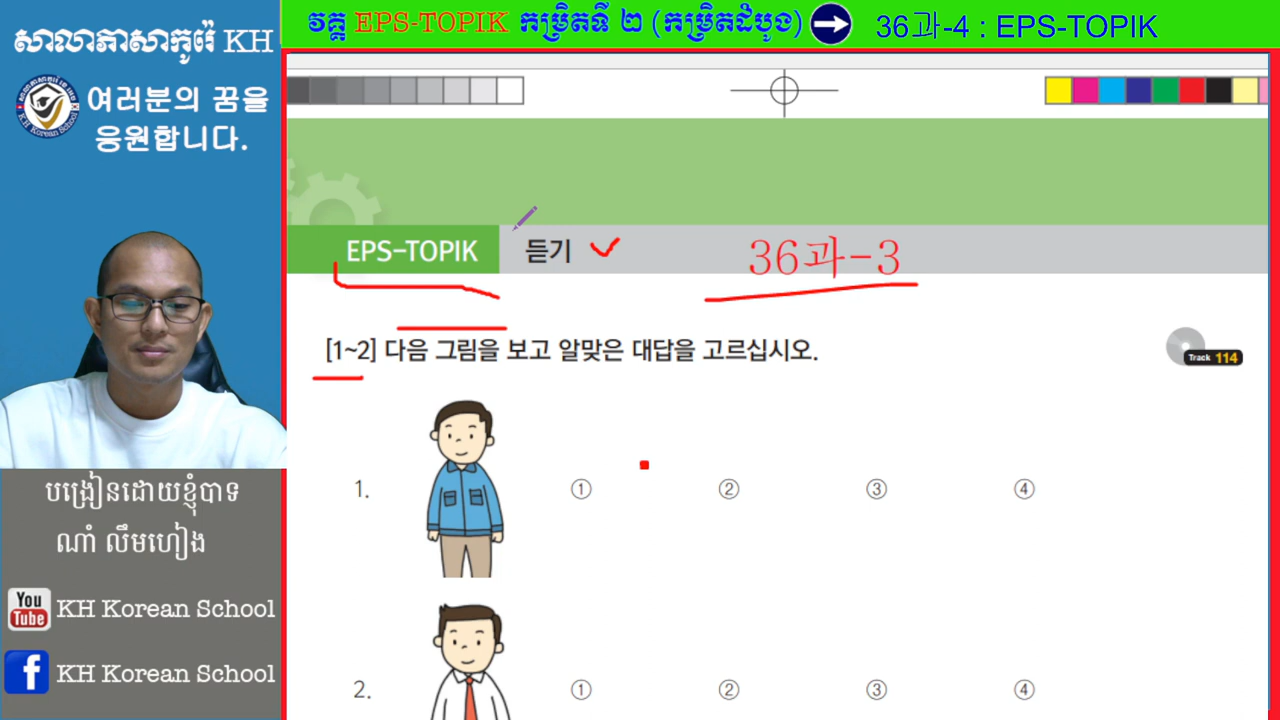 សាលាភាសាកូរ៉េ KH
여러분의 꿈을
응원합니다.
វគ្គ EPS-TOPIK កម្រិតទី ២ (កម្រិតដំបូង)
36과-4 : EPS-TOPIK
EPS-TOPIK
듣기
36과-3
[1~2] 다음 그림을 보고 알맞은 대답을 고르십시오.
Track 114
1. ① ② ③ ④
2. ① ② ③ ④
បង្រៀនដោយខ្ញុំបាទ
ណាំ លឹមហៀង
You Tube KH Korean School
f KH Korean School